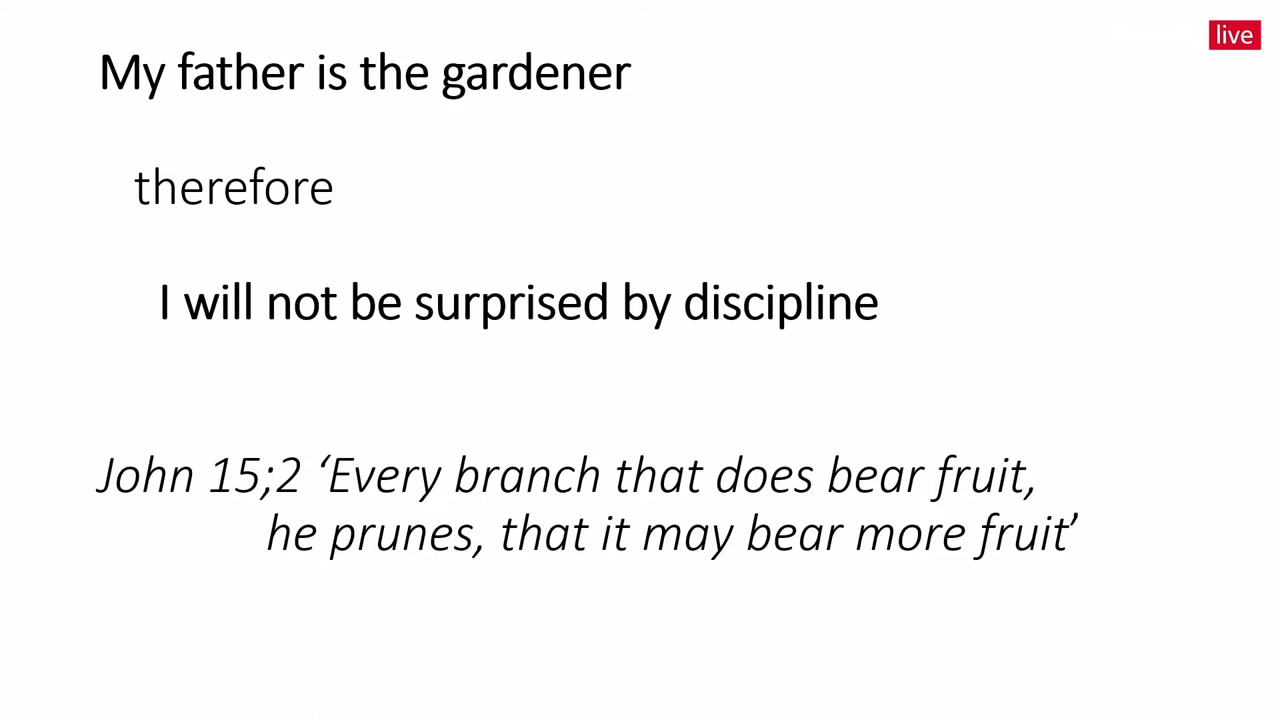 live
My father is the gardener
therefore
I will not be surprised by discipline
John 15;2 ‘Every branch that does bear fruit,
he prunes, that it may bear more fruit’